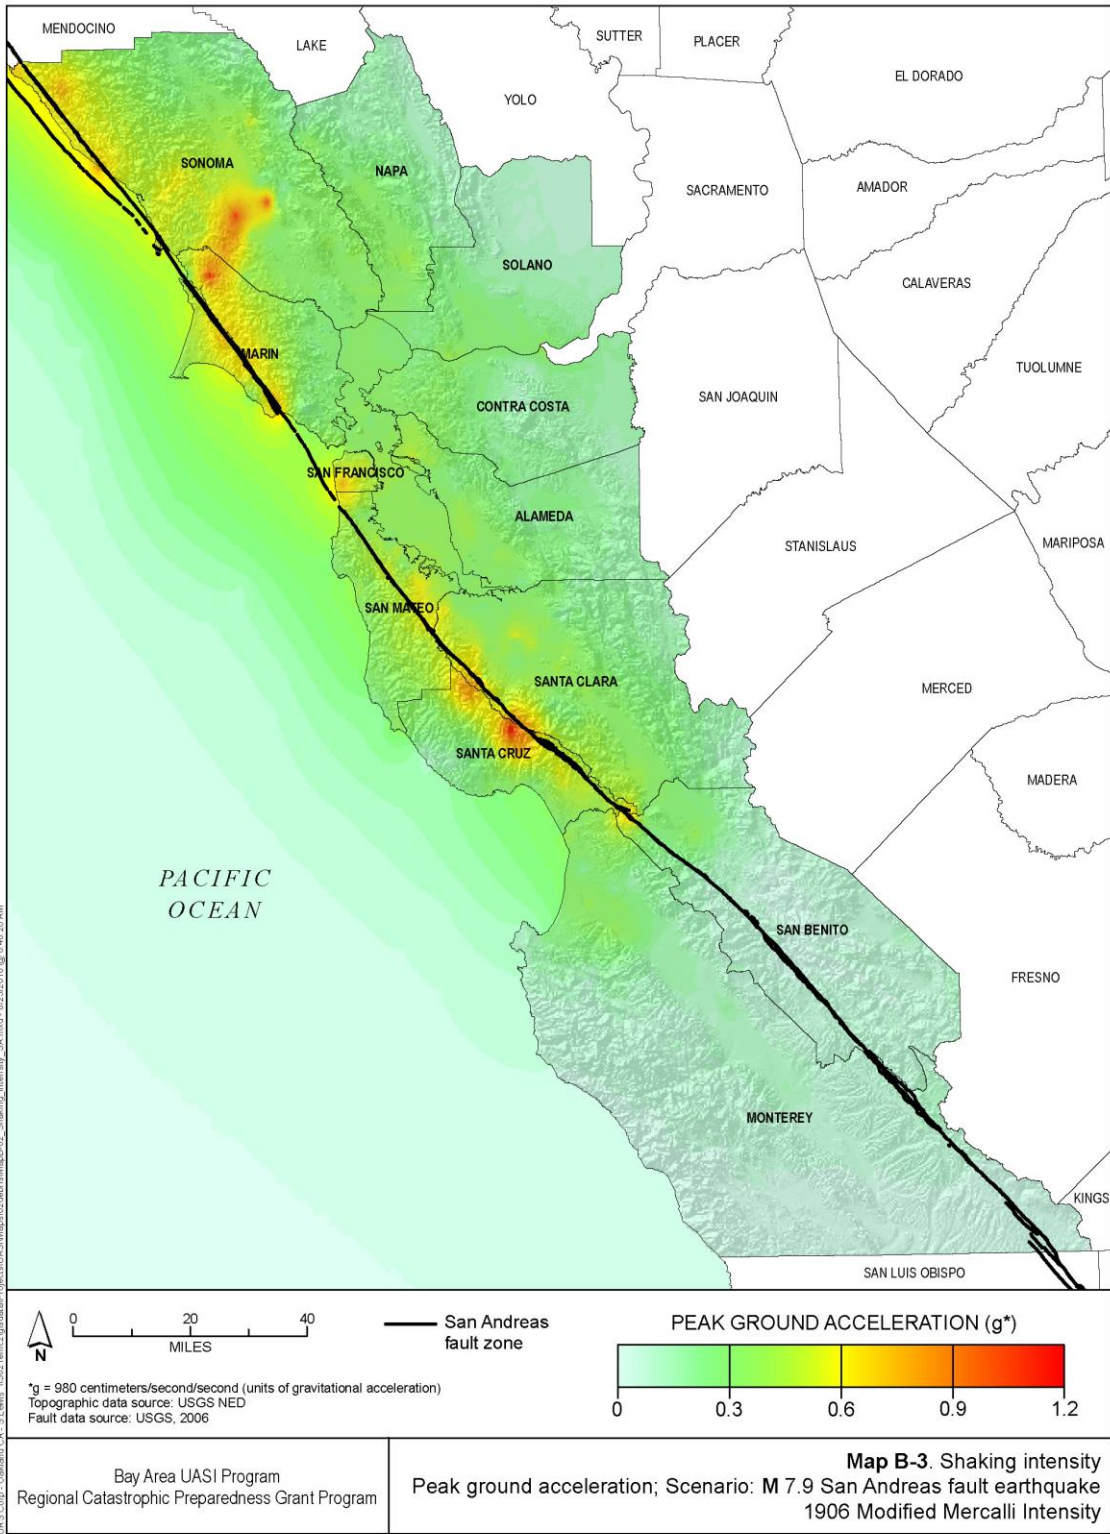 MENDOCINO
LAKE
SUTTER
PLACER
EL DORADO
YOLO
SONOMA
NAPA
SACRAMENTO
AMADOR
SOLANO
CALAVERAS
MARIN
TUOLUMNE
CONTRA COSTA
SAN JOAQUIN
SAN FRANCISCO
ALAMEDA
STANISLAUS
MARIPOSA
SAN MATEO
SANTA CLARA
MERCED
SANTA CRUZ
MADERA
PACIFIC
OCEAN
SAN BENITO
FRESNO
MONTEREY
KINGS
SAN LUIS OBISPO
N
0 20 40
MILES
San Andreas
fault zone
PEAK GROUND ACCELERATION (g*)
0 0.3 0.6 0.9 1.2
*g = 980 centimeters/second/second (units of gravitational acceleration)
Topographic data source: USGS NED
Fault data source: USGS, 2006
Bay Area UASI Program
Regional Catastrophic Preparedness Grant Program
Map B-3. Shaking intensity
Peak ground acceleration; Scenario: M 7.9 San Andreas fault earthquake
1906 Modified Mercalli Intensity